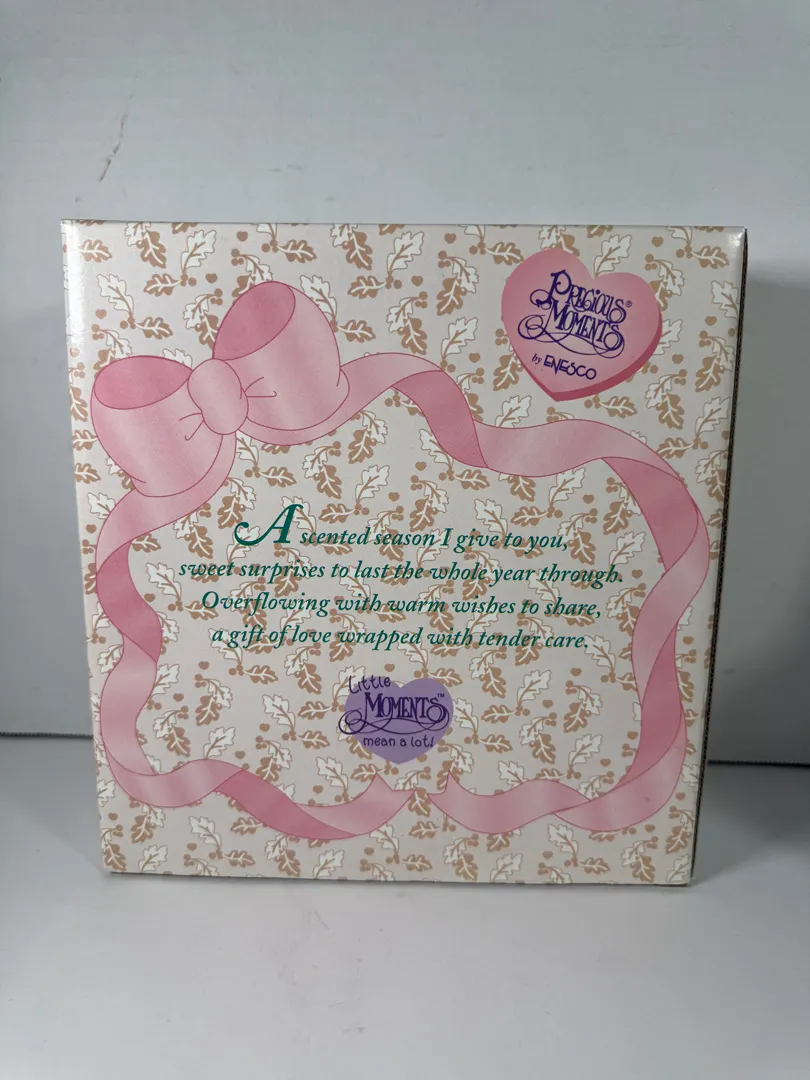 PRECIOUS®
MOMENTS
by ENESCO
A scented season I give to you,
sweet surprises to last the whole year through.
Overflowing with warm wishes to share,
a gift of love wrapped with tender care.
Little
MOMENTS™
mean a lot!